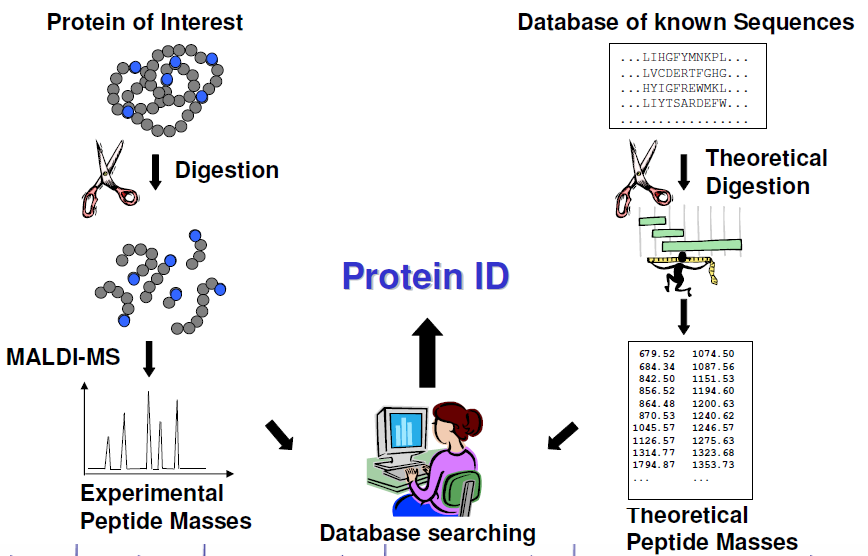 Protein of Interest
Database of known Sequences
...LIHGFYMNKPL...
...LVCDERTFGHG...
...HYIGFREWMKL...
...LIYTSARDEFW...
.................
Digestion
Theoretical
Digestion
Protein ID
MALDI-MS
679.52 1074.50
684.34 1087.56
842.50 1151.53
856.52 1194.60
864.48 1200.63
870.53 1240.62
1045.57 1246.57
1126.57 1275.63
1314.77 1323.68
1794.87 1353.73
... ...
Experimental
Peptide Masses
Database searching
Theoretical
Peptide Masses